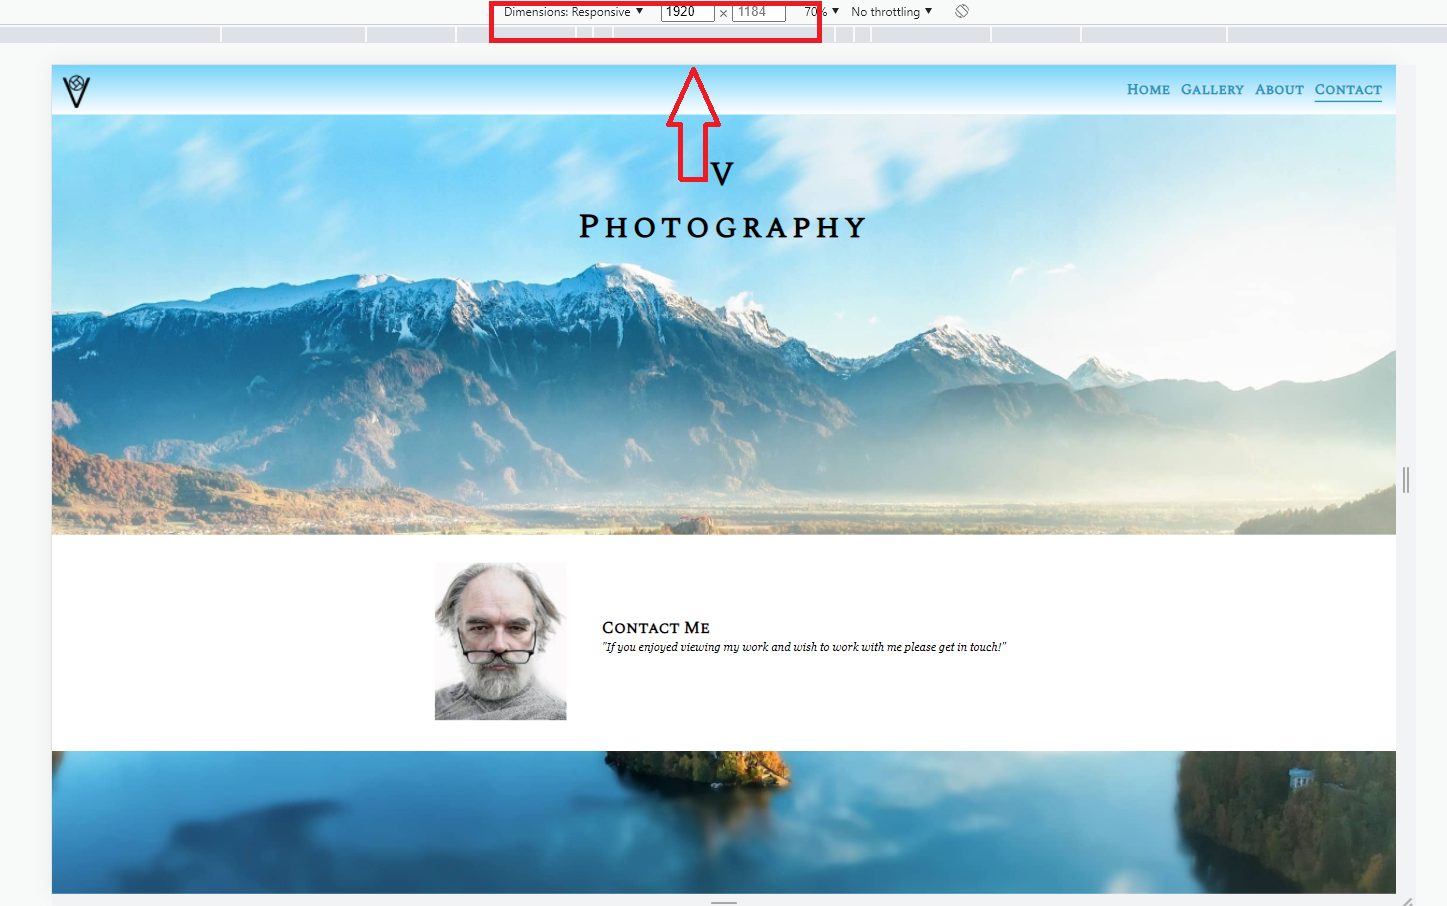 Dimensions: Responsive 1920 × 1184 70% No throttling
Home Gallery About Contact
V
Photography
Contact Me
"If you enjoyed viewing my work and wish to work with me please get in touch!"